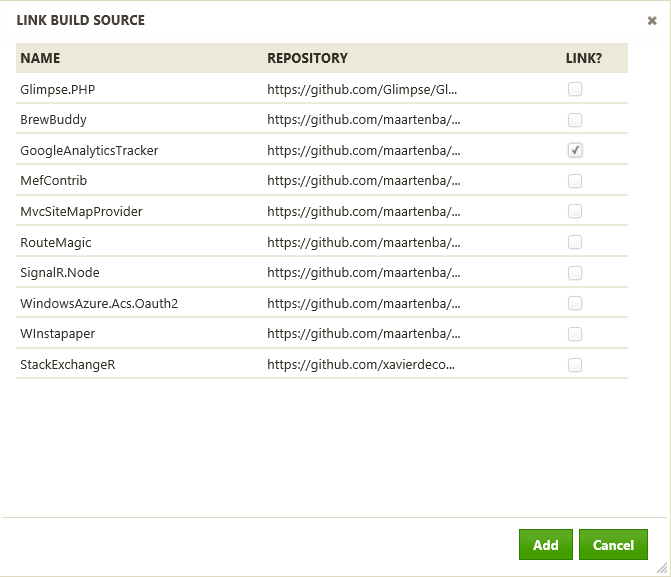 LINK BUILD SOURCE
NAME REPOSITORY LINK?
Glimpse.PHP https://github.com/Glimpse/Gl...
BrewBuddy https://github.com/maartenba/...
GoogleAnalyticsTracker https://github.com/maartenba/...
MefContrib https://github.com/maartenba/...
MvcSiteMapProvider https://github.com/maartenba/...
RouteMagic https://github.com/maartenba/...
SignalR.Node https://github.com/maartenba/...
WindowsAzure.Acs.Oauth2 https://github.com/maartenba/...
WInstapaper https://github.com/maartenba/...
StackExchangeR https://github.com/xavierdeco...
Add Cancel